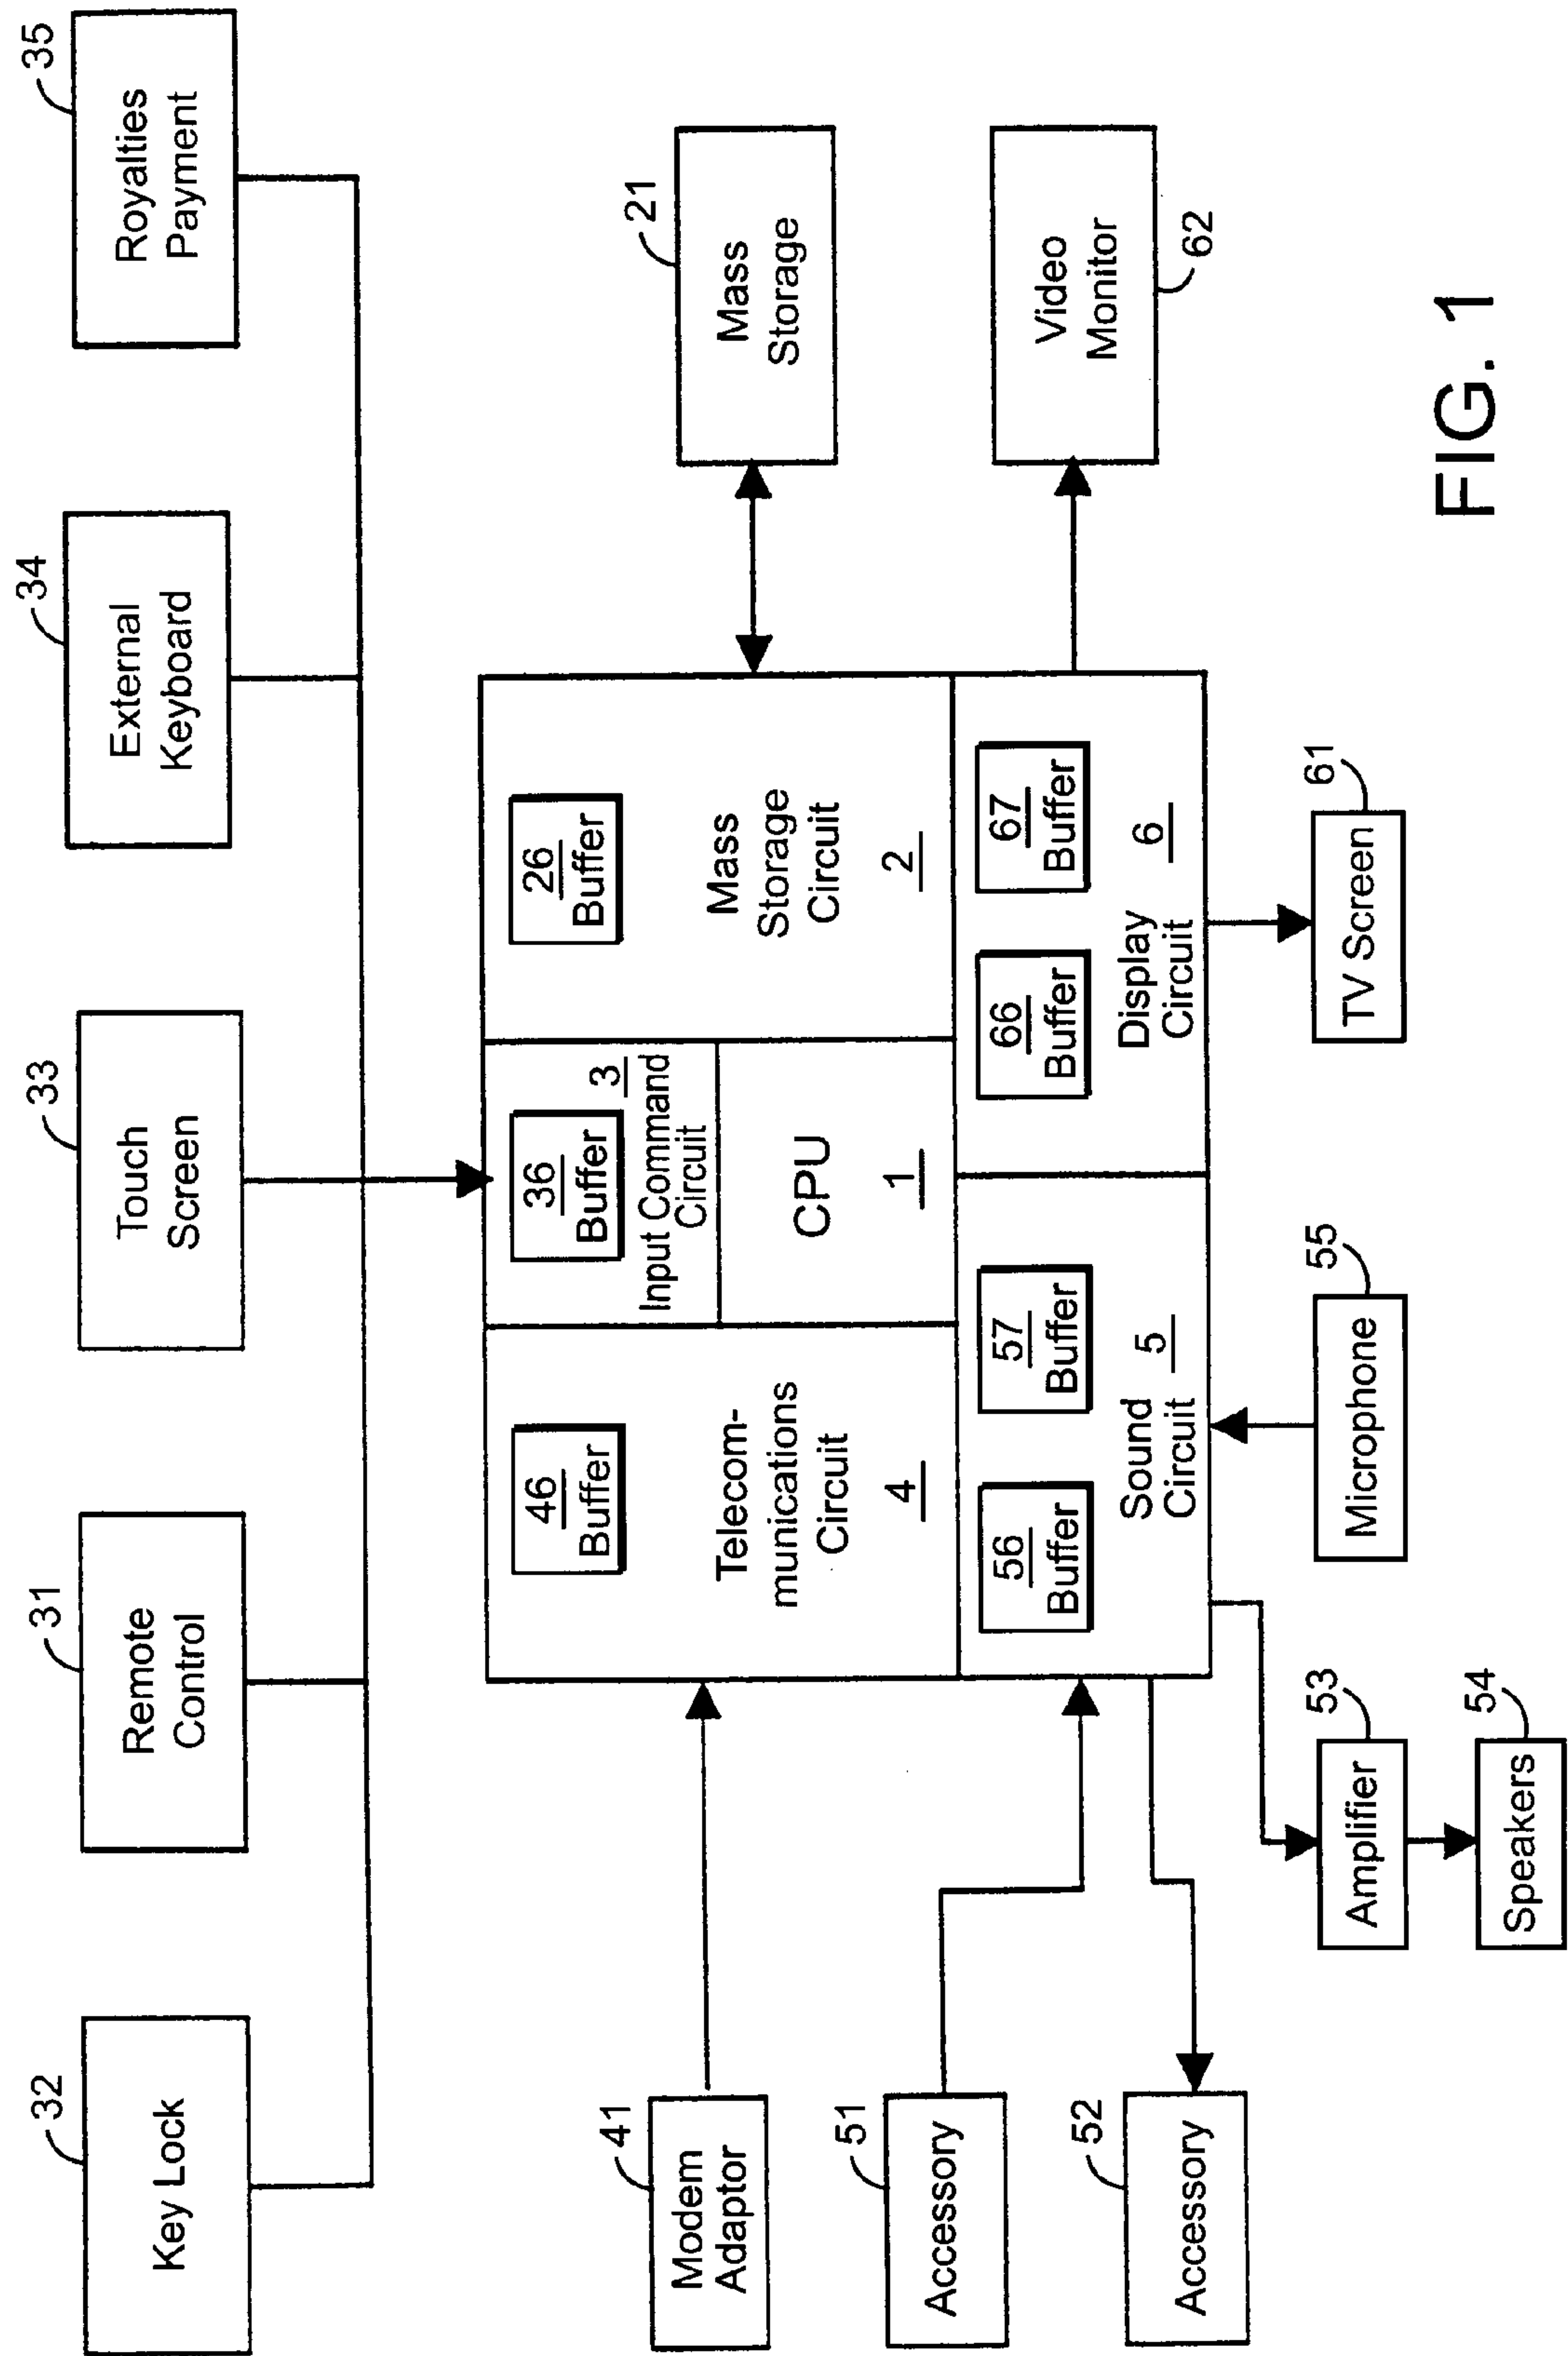 32
Key Lock
31
Remote
Control
33
Touch
Screen
34
External
Keyboard
35
Royalties
Payment
41
Modem
Adaptor
46
Buffer
Telecom-
munications
Circuit
4
36
Buffer
3
Input Command
Circuit
CPU
1
26
Buffer
Mass
Storage
Circuit
2
21
Mass
Storage
51
Accessory
52
Accessory
56
Buffer
57
Buffer
Sound
Circuit
5
66
Buffer
67
Buffer
Display
Circuit
6
Video
Monitor
62
53
Amplifier
54
Speakers
55
Microphone
61
TV Screen
FIG. 1